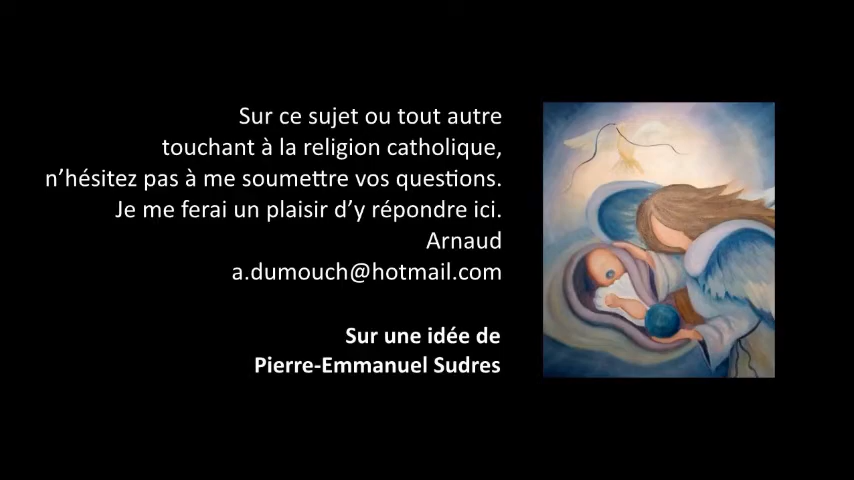 Sur ce sujet ou tout autre
touchant à la religion catholique,
n’hésitez pas à me soumettre vos questions.
Je me ferai un plaisir d’y répondre ici.
Arnaud
a.dumouch@hotmail.com
Sur une idée de
Pierre-Emmanuel Sudres